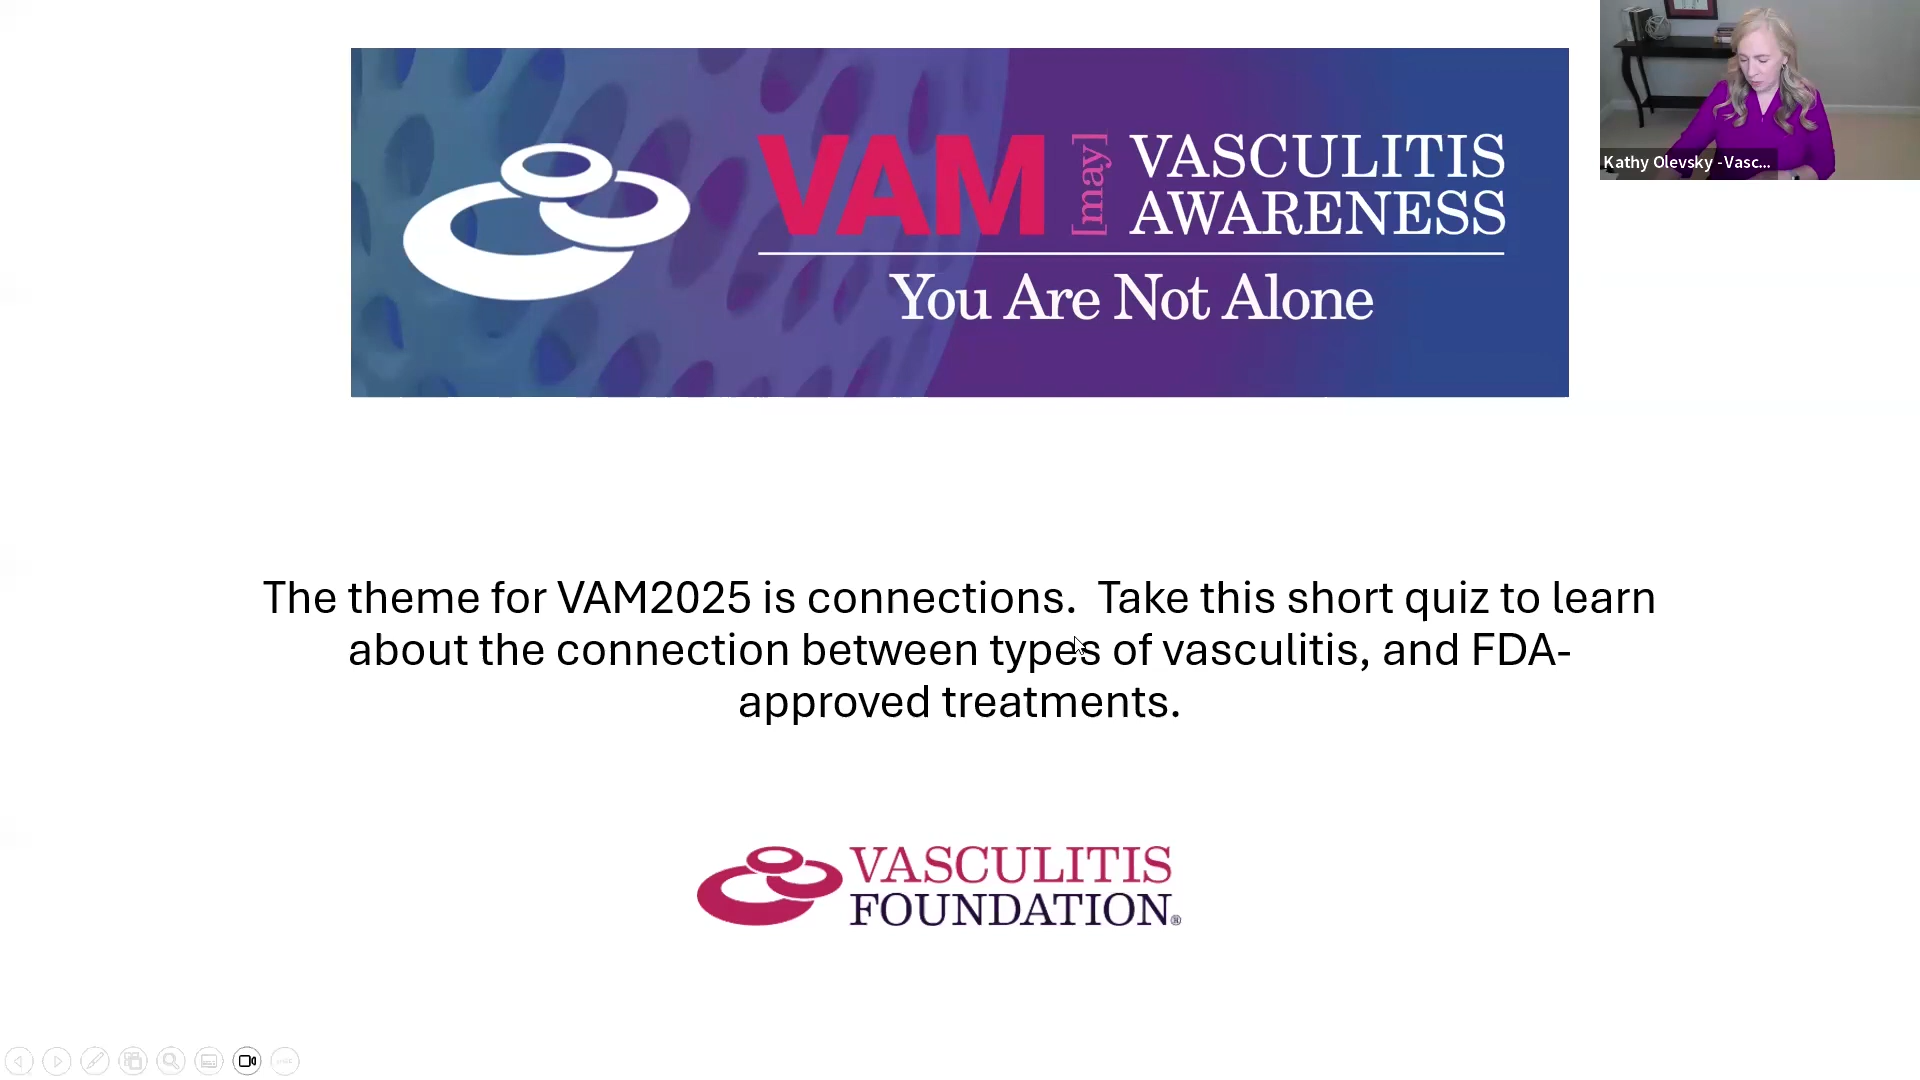 VAM [may] VASCULITIS
AWARENESS
You Are Not Alone
Kathy Olevsky -Vasc...
The theme for VAM2025 is connections. Take this short quiz to learn
about the connection between types of vasculitis, and FDA-
approved treatments.
VASCULITIS
FOUNDATION®